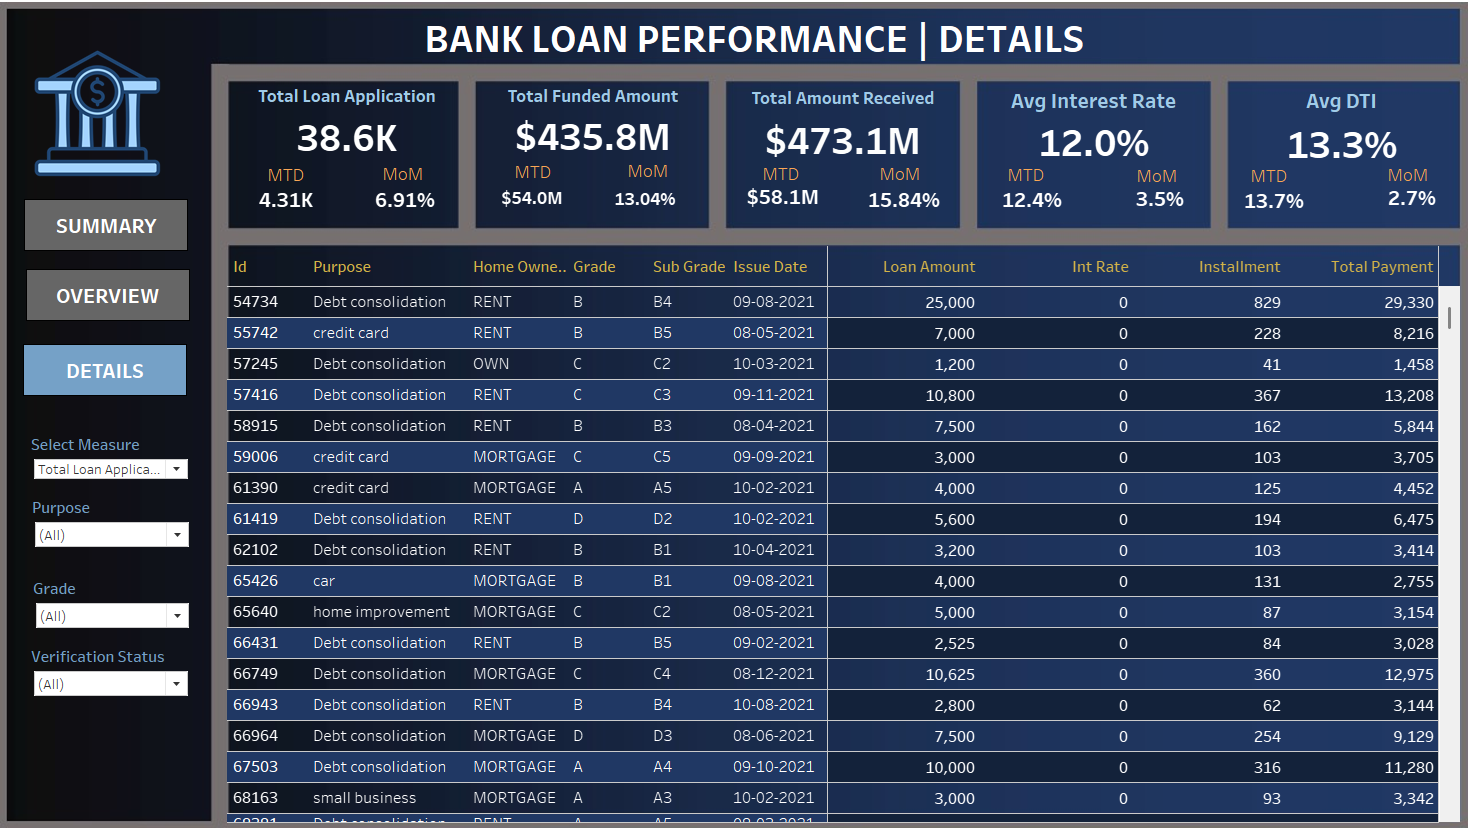 BANK LOAN PERFORMANCE | DETAILS
$
SUMMARY
OVERVIEW
DETAILS
Select Measure
Total Loan Applica...
Purpose
(All)
Grade
(All)
Verification Status
(All)
Total Loan Application
38.6K
MTD MoM
4.31K 6.91%
Total Funded Amount
$435.8M
MTD MoM
$54.0M 13.04%
Total Amount Received
$473.1M
MTD MoM
$58.1M 15.84%
Avg Interest Rate
12.0%
MTD MoM
12.4% 3.5%
Avg DTI
13.3%
MTD MoM
13.7% 2.7%
Id Purpose Home Owne.. Grade Sub Grade Issue Date Loan Amount Int Rate Installment Total Payment
54734 Debt consolidation RENT B B4 09-08-2021 25,000 0 829 29,330
55742 credit card RENT B B5 08-05-2021 7,000 0 228 8,216
57245 Debt consolidation OWN C C2 10-03-2021 1,200 0 41 1,458
57416 Debt consolidation RENT C C3 09-11-2021 10,800 0 367 13,208
58915 Debt consolidation RENT B B3 08-04-2021 7,500 0 162 5,844
59006 credit card MORTGAGE C C5 09-09-2021 3,000 0 103 3,705
61390 credit card MORTGAGE A A5 10-02-2021 4,000 0 125 4,452
61419 Debt consolidation RENT D D2 10-02-2021 5,600 0 194 6,475
62102 Debt consolidation RENT B B1 10-04-2021 3,200 0 103 3,414
65426 car MORTGAGE B B1 09-08-2021 4,000 0 131 2,755
65640 home improvement MORTGAGE C C2 08-05-2021 5,000 0 87 3,154
66431 Debt consolidation RENT B B5 09-02-2021 2,525 0 84 3,028
66749 Debt consolidation MORTGAGE C C4 08-12-2021 10,625 0 360 12,975
66943 Debt consolidation RENT B B4 10-08-2021 2,800 0 62 3,144
66964 Debt consolidation MORTGAGE D D3 08-06-2021 7,500 0 254 9,129
67503 Debt consolidation MORTGAGE A A4 09-10-2021 10,000 0 316 11,280
68163 small business MORTGAGE A A3 10-02-2021 3,000 0 93 3,342